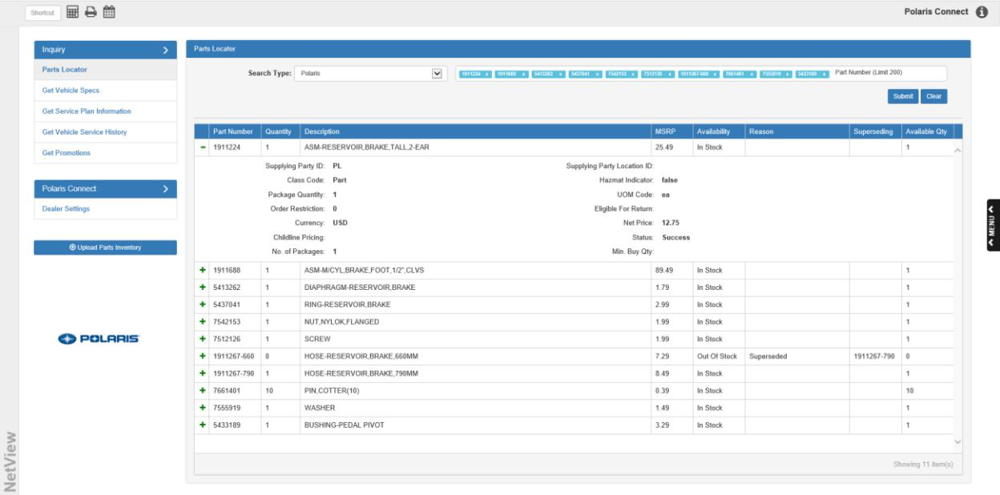 Shortcut
Polaris Connect
Inquiry
Parts Locator
Get Vehicle Specs
Get Service Plan Information
Get Vehicle Service History
Get Promotions
Polaris Connect
Dealer Settings
Upload Parts Inventory
POLARIS
NetView
Parts Locator
Search Type: Polaris
1911224 x 1911688 x 5413262 x 5437041 x 7542153 x 7512126 x 1911267-660 x 7661401 x 7555919 x 5433189 x Part Number (Limit 200)
Submit Clear
Part Number Quantity Description MSRP Availability Reason Superseding Available Qty
1911224 1 ASM-RESERVOIR,BRAKE,TALL,2-EAR 25.49 In Stock 1
Supplying Party ID: PL Supplying Party Location ID:
Class Code: Part Hazmat Indicator: false
Package Quantity: 1 UOM Code: ea
Order Restriction: 0 Eligible For Return:
Currency: USD Net Price: 12.75
Childline Pricing: Status: Success
No. of Packages: 1 Min. Buy Qty:
1911688 1 ASM-M/CYL,BRAKE,FOOT,1/2",CLVS 89.49 In Stock 1
5413262 1 DIAPHRAGM-RESERVOIR,BRAKE 1.79 In Stock 1
5437041 1 RING-RESERVOIR,BRAKE 2.99 In Stock 1
7542153 1 NUT,NYLOK,FLANGED 1.99 In Stock 1
7512126 1 SCREW 1.99 In Stock 1
1911267-660 0 HOSE-RESERVOIR,BRAKE,660MM 7.29 Out Of Stock Superseded 1911267-790 0
1911267-790 1 HOSE-RESERVOIR,BRAKE,790MM 8.49 In Stock 1
7661401 10 PIN,COTTER(10) 0.39 In Stock 10
7555919 1 WASHER 1.49 In Stock 1
5433189 1 BUSHING-PEDAL PIVOT 3.29 In Stock 1
Showing 11 item(s)
MENU